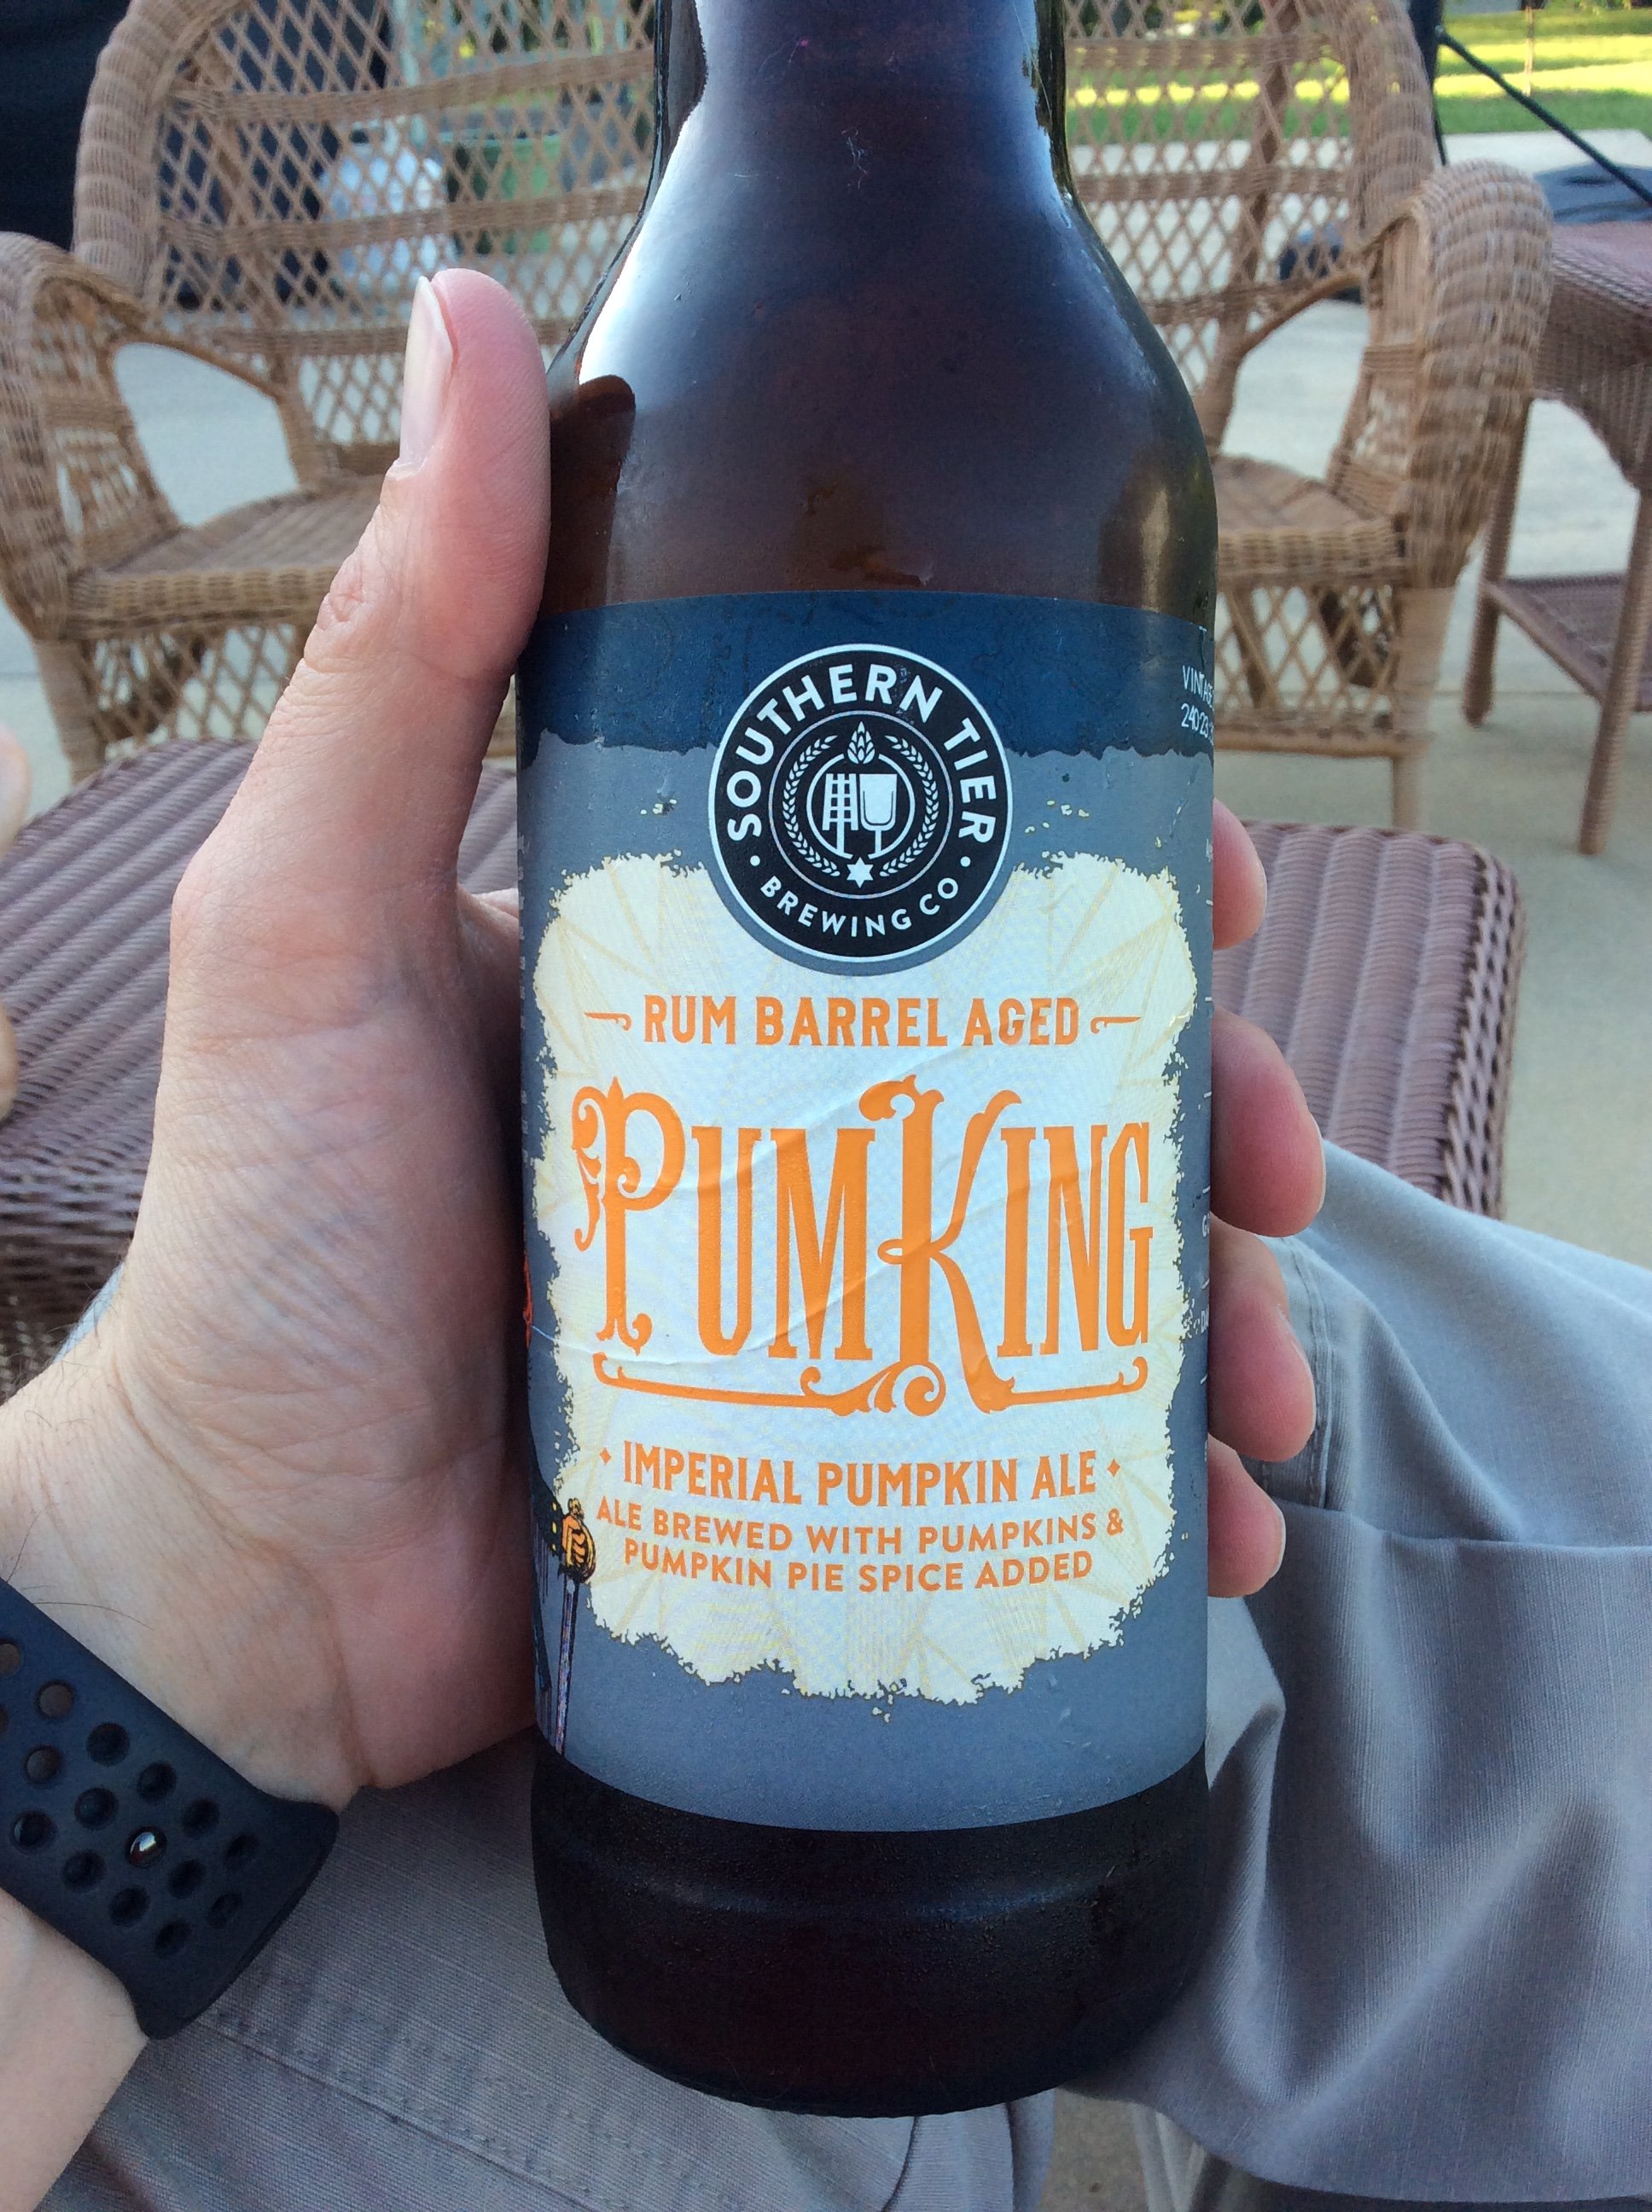 SOUTHERN TIER
• BREWING CO •
RUM BARREL AGED
PUMKING
• IMPERIAL PUMPKIN ALE •
ALE BREWED WITH PUMPKINS &
PUMPKIN PIE SPICE ADDED
VINTAGE